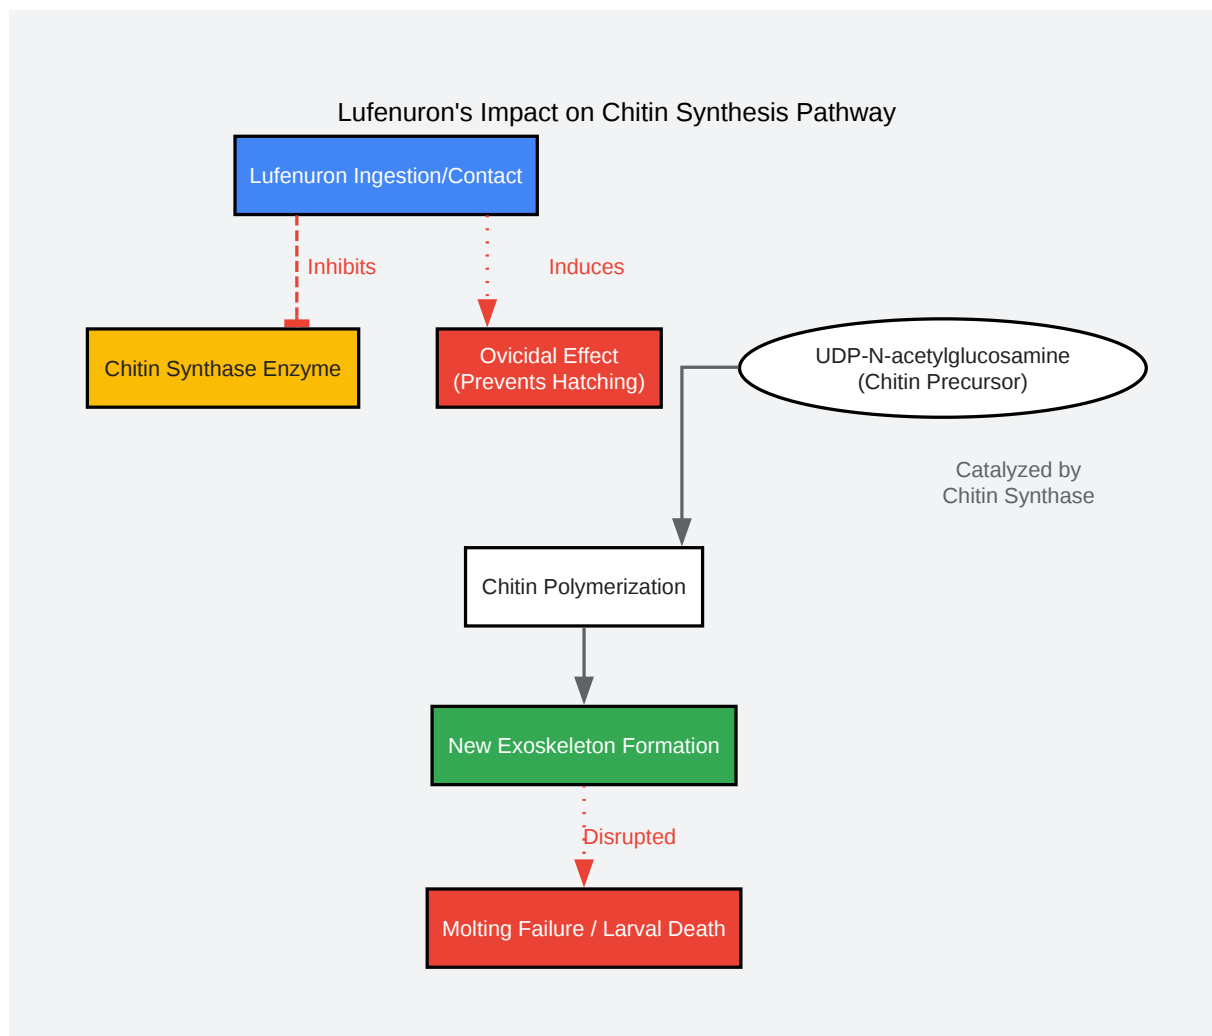 Lufenuron's Impact on Chitin Synthesis Pathway
Lufenuron Ingestion/Contact
Inhibits
Induces
Chitin Synthase Enzyme
Ovicidal Effect
(Prevents Hatching)
UDP-N-acetylglucosamine
(Chitin Precursor)
Catalyzed by
Chitin Synthase
Chitin Polymerization
New Exoskeleton Formation
Disrupted
Molting Failure / Larval Death